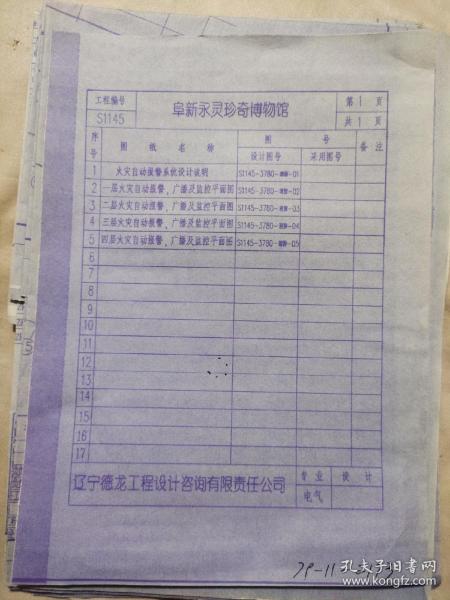 工程编号 阜新永灵珍奇博物馆 第 1 页
S1145 共 1 页
序号 图 纸 名 称 图 号 备 注
设计图号 采用图号
1 火灾自动报警系统设计说明 S1145-3780-01
2 一层火灾自动报警、广播及监控平面图 S1145-3780-02
3 二层火灾自动报警、广播及监控平面图 S1145-3780-03
4 三层火灾自动报警、广播及监控平面图 S1145-3780-04
5 四层火灾自动报警、广播及监控平面图 S1145-3780-05
6
7
8
9
10
11
12
13
14
15
16
17
辽宁德龙工程设计咨询有限责任公司 专 业 设 计
电气
孔夫子旧书网